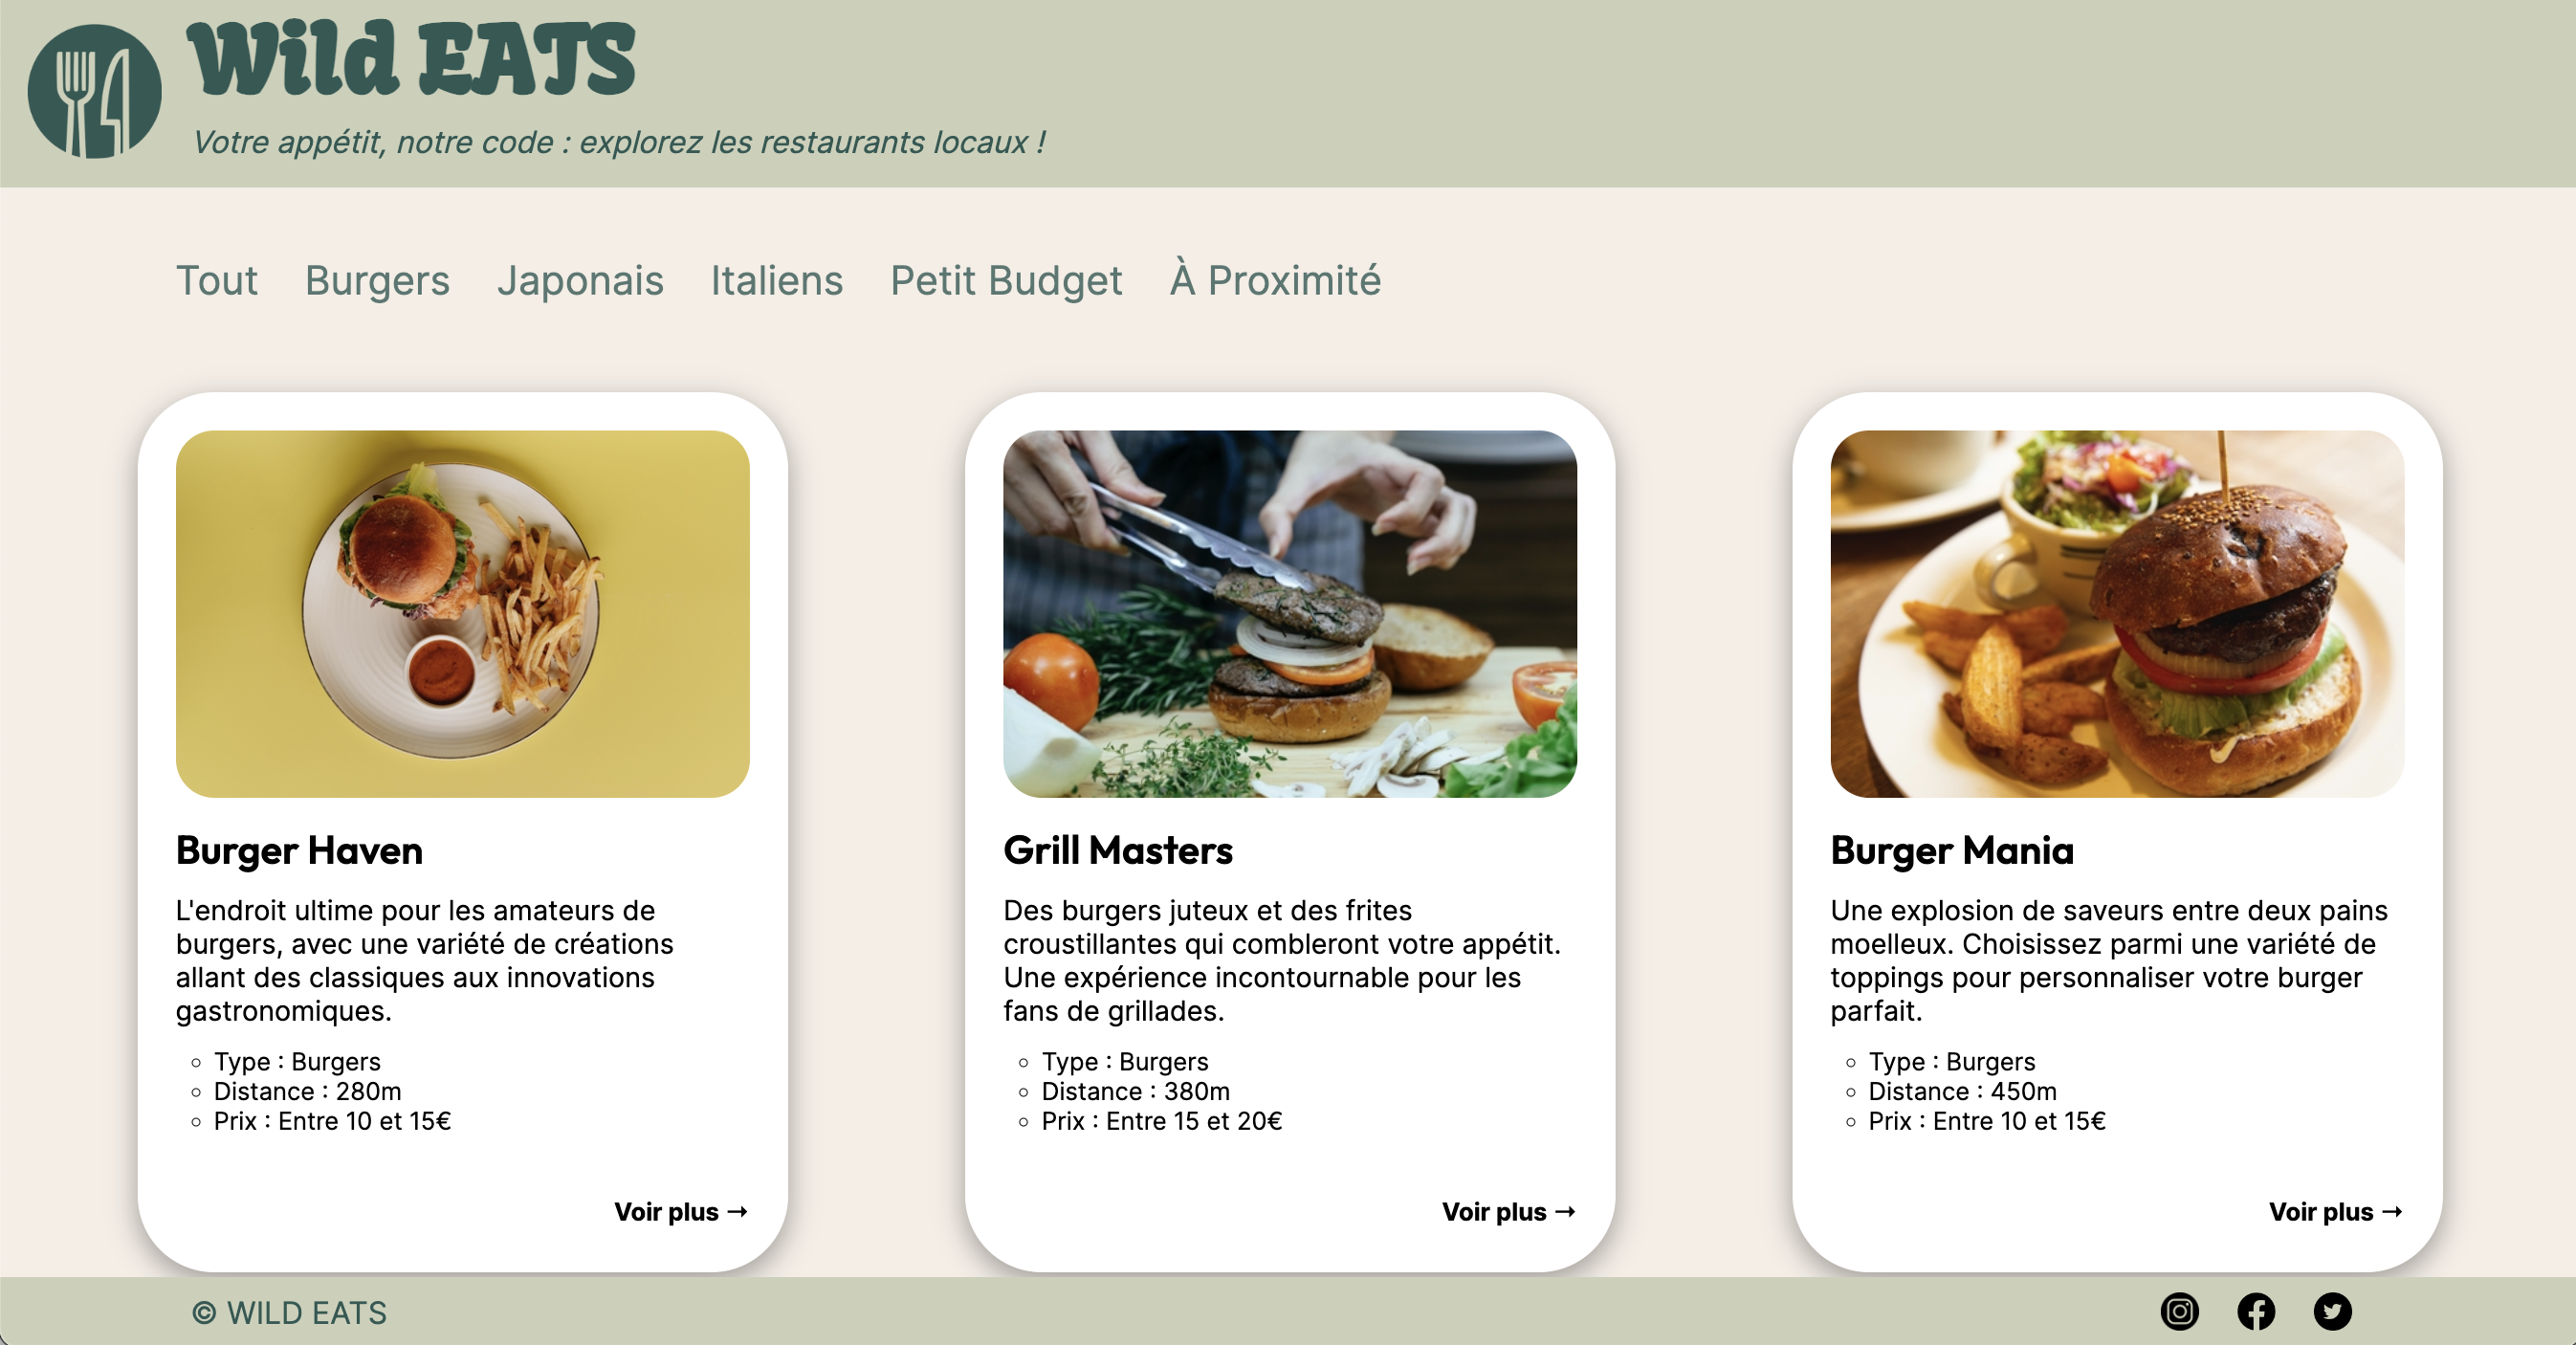 Wild EATS
Votre appétit, notre code : explorez les restaurants locaux !
Tout Burgers Japonais Italiens Petit Budget À Proximité
Burger Haven
L'endroit ultime pour les amateurs de
burgers, avec une variété de créations
allant des classiques aux innovations
gastronomiques.
Type : Burgers
Distance : 280m
Prix : Entre 10 et 15€
Voir plus →
Grill Masters
Des burgers juteux et des frites
croustillantes qui combleront votre appétit.
Une expérience incontournable pour les
fans de grillades.
Type : Burgers
Distance : 380m
Prix : Entre 15 et 20€
Voir plus →
Burger Mania
Une explosion de saveurs entre deux pains
moelleux. Choisissez parmi une variété de
toppings pour personnaliser votre burger
parfait.
Type : Burgers
Distance : 450m
Prix : Entre 10 et 15€
Voir plus →
© WILD EATS